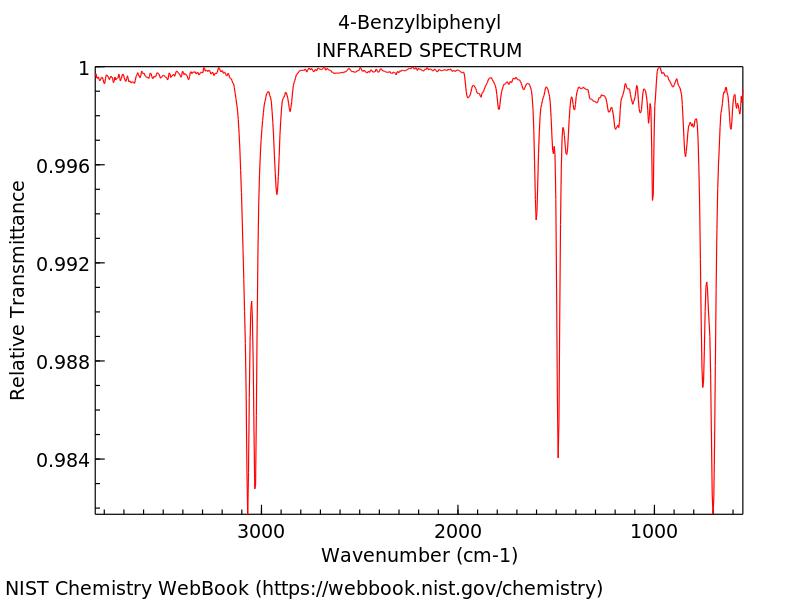 4-Benzylbiphenyl
INFRARED SPECTRUM
1
0.996
0.992
0.988
0.984
Relative Transmittance
3000 2000 1000
Wavenumber (cm-1)
NIST Chemistry WebBook (https://webbook.nist.gov/chemistry)